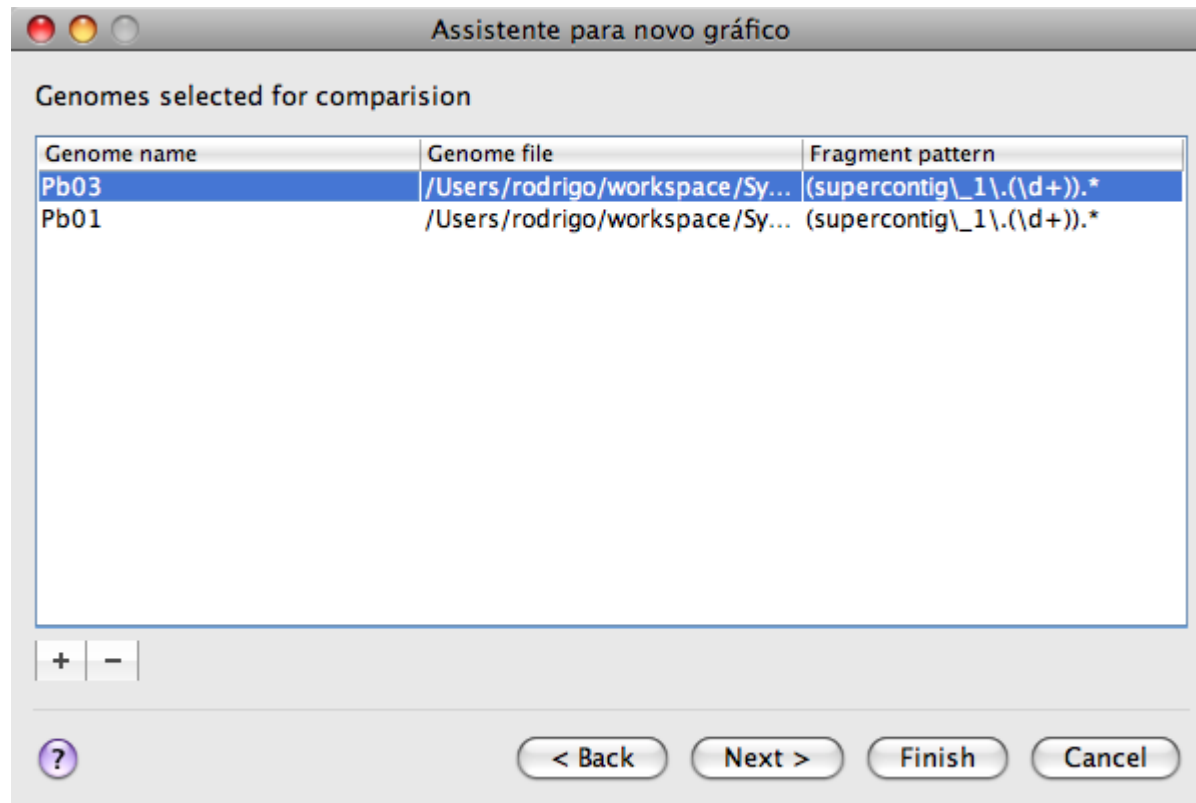 Assistente para novo gráfico
Genomes selected for comparision
Genome name Genome file Fragment pattern
Pb03 /Users/rodrigo/workspace/Sy... (supercontig\_1\.(\d+)).*
Pb01 /Users/rodrigo/workspace/Sy... (supercontig\_1\.(\d+)).*
+ −
? < Back Next > Finish Cancel